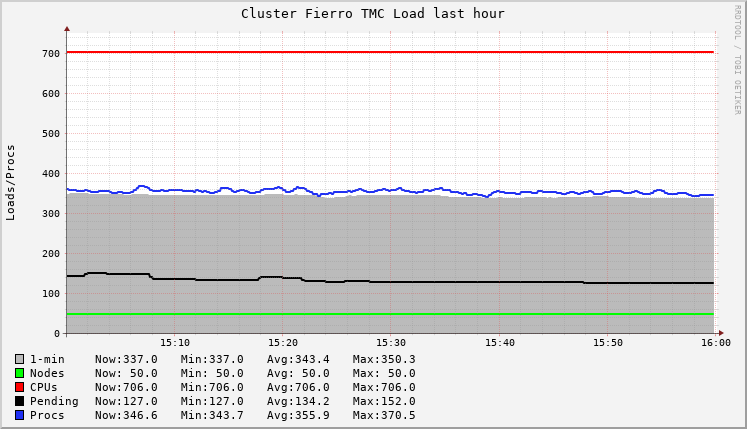 Cluster Fierro TMC Load last hour
RRDTOOL / TOBI OETIKER
Loads/Procs
700
600
500
400
300
200
100
0
15:10 15:20 15:30 15:40 15:50 16:00
1-min Now:337.0 Min:337.0 Avg:343.4 Max:350.3
Nodes Now: 50.0 Min: 50.0 Avg: 50.0 Max: 50.0
CPUs Now:706.0 Min:706.0 Avg:706.0 Max:706.0
Pending Now:127.0 Min:127.0 Avg:134.2 Max:152.0
Procs Now:346.6 Min:343.7 Avg:355.9 Max:370.5